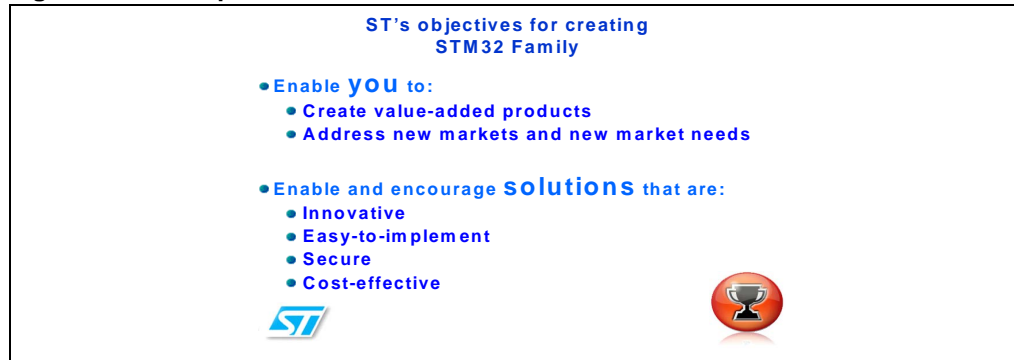 ST's objectives for creating
STM32 Family
Enable you to:
Create value-added products
Address new markets and new market needs
Enable and encourage solutions that are:
Innovative
Easy-to-implement
Secure
Cost-effective
ST